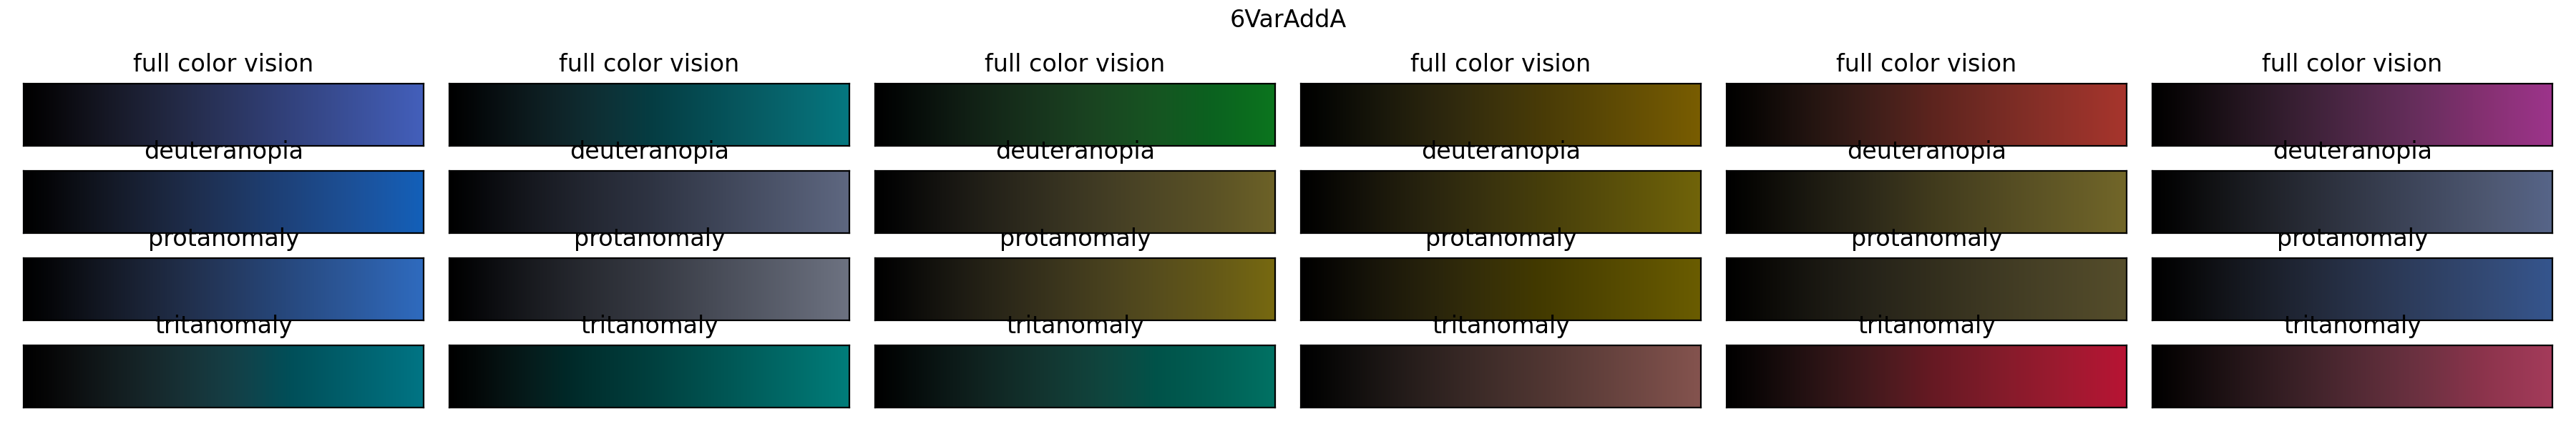 6VarAddA
full color vision full color vision full color vision full color vision full color vision full color vision
deuteranopia deuteranopia deuteranopia deuteranopia deuteranopia deuteranopia
protanomaly protanomaly protanomaly protanomaly protanomaly protanomaly
tritanomaly tritanomaly tritanomaly tritanomaly tritanomaly tritanomaly